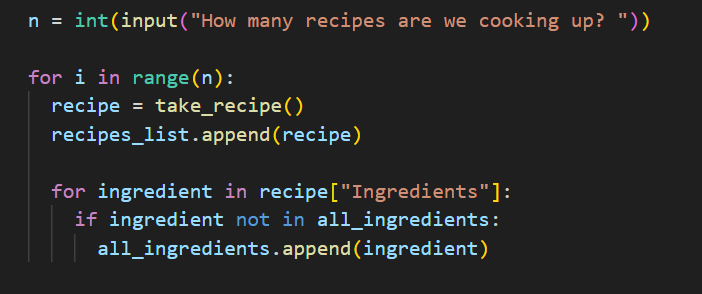 n = int(input("How many recipes are we cooking up? "))
for i in range(n):
recipe = take_recipe()
recipes_list.append(recipe)
for ingredient in recipe["Ingredients"]:
if ingredient not in all_ingredients:
all_ingredients.append(ingredient)